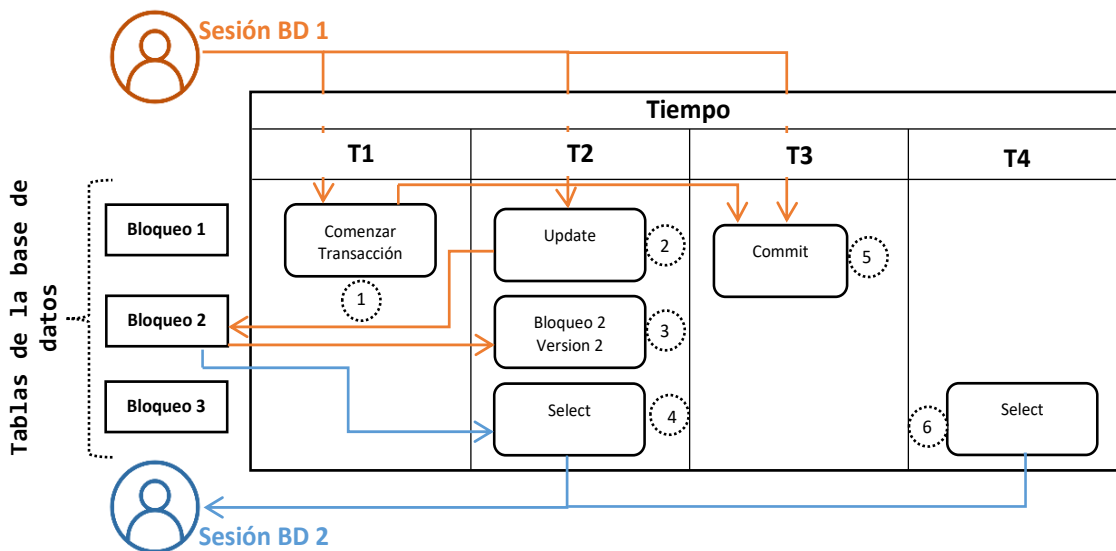 Sesión BD 1
Tiempo
T1
T2
T3
T4
Tablas de la base de
datos
Bloqueo 1
Bloqueo 2
Bloqueo 3
Comenzar
Transacción
1
Update
2
Bloqueo 2
Version 2
3
Select
4
Commit
5
Select
6
Sesión BD 2